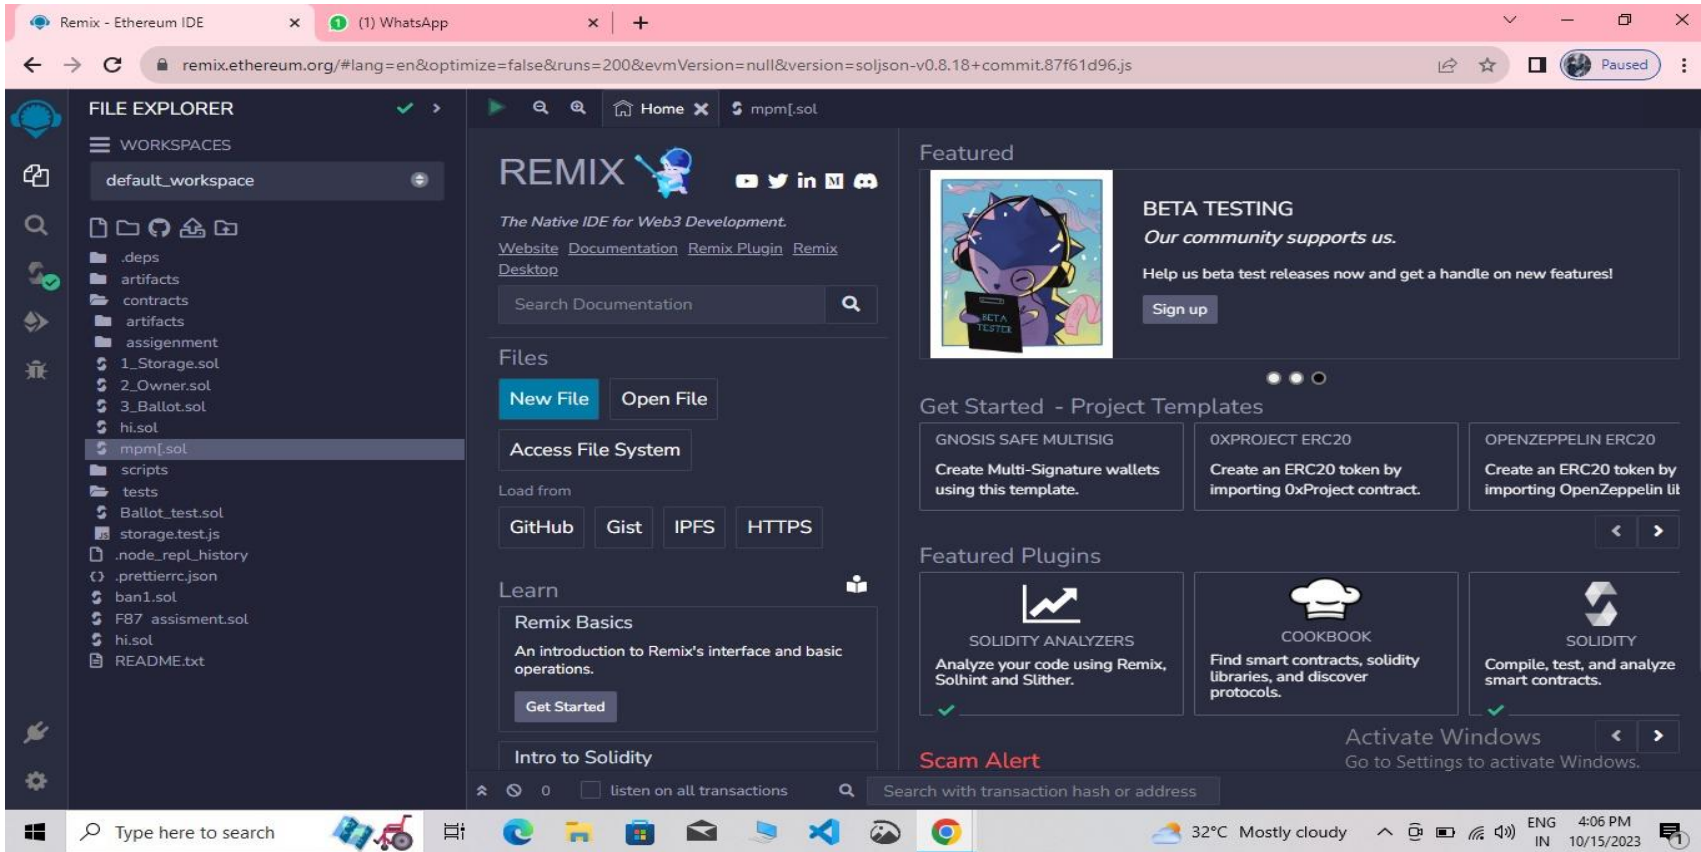 Remix - Ethereum IDE
(1) WhatsApp
remix.ethereum.org/#lang=en&optimize=false&runs=200&evmVersion=null&version=soljson-v0.8.18+commit.87f61d96.js
Paused
FILE EXPLORER
WORKSPACES
default_workspace
.deps
artifacts
contracts
artifacts
assigenment
1_Storage.sol
2_Owner.sol
3_Ballot.sol
hi.sol
mpm[.sol
scripts
tests
Ballot_test.sol
JS storage.test.js
.node_repl_history
.prettierrc.json
ban1.sol
F87 assisment.sol
hi.sol
README.txt
Home
mpm[.sol
REMIX
in M
The Native IDE for Web3 Development.
Website Documentation Remix Plugin Remix
Desktop
Search Documentation
Files
New File Open File
Access File System
Load from
GitHub Gist IPFS HTTPS
Learn
Remix Basics
An introduction to Remix's interface and basic
operations.
Get Started
Intro to Solidity
Featured
BETA
TESTER
BETA TESTING
Our community supports us.
Help us beta test releases now and get a handle on new features!
Sign up
Get Started - Project Templates
GNOSIS SAFE MULTISIG
Create Multi-Signature wallets
using this template.
0XPROJECT ERC20
Create an ERC20 token by
importing 0xProject contract.
OPENZEPPELIN ERC20
Create an ERC20 token by
importing OpenZeppelin lib
Featured Plugins
SOLIDITY ANALYZERS
Analyze your code using Remix,
Solhint and Slither.
COOKBOOK
Find smart contracts, solidity
libraries, and discover
protocols.
SOLIDITY
Compile, test, and analyze
smart contracts.
Scam Alert
Activate Windows
Go to Settings to activate Windows.
0 listen on all transactions
Search with transaction hash or address
Type here to search
32°C Mostly cloudy
ENG
IN
4:06 PM
10/15/2023
1